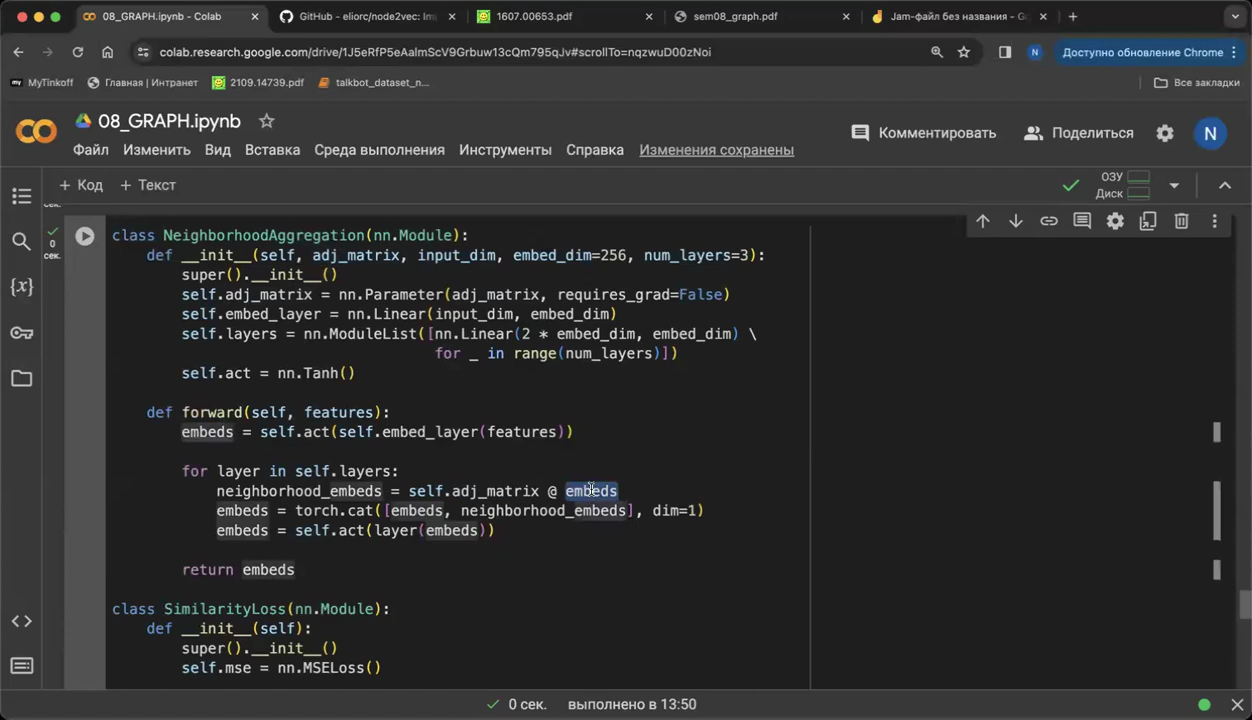 08_GRAPH.ipynb - Colab
GitHub - eliorc/node2vec: Im
1607.00653.pdf
sem08_graph.pdf
Jam-файл без названия - G
colab.research.google.com/drive/1J5eRfP5eAalmScV9Grbuw13cQm795qJv#scrollTo=nqzwuD00zNoi
N
Доступно обновление Chrome
MyTinkoff
Главная | Интранет
2109.14739.pdf
talkbot_dataset_n...
Все закладки
08_GRAPH.ipynb
Комментировать
Поделиться
N
Файл Изменить Вид Вставка Среда выполнения Инструменты Справка Изменения сохранены
+ Код + Текст
ОЗУ
Диск
сек.
0
сек.
class NeighborhoodAggregation(nn.Module):
def __init__(self, adj_matrix, input_dim, embed_dim=256, num_layers=3):
super().__init__()
self.adj_matrix = nn.Parameter(adj_matrix, requires_grad=False)
self.embed_layer = nn.Linear(input_dim, embed_dim)
self.layers = nn.ModuleList([nn.Linear(2 * embed_dim, embed_dim) \
for _ in range(num_layers)])
self.act = nn.Tanh()
def forward(self, features):
embeds = self.act(self.embed_layer(features))
for layer in self.layers:
neighborhood_embeds = self.adj_matrix @ embeds
embeds = torch.cat([embeds, neighborhood_embeds], dim=1)
embeds = self.act(layer(embeds))
return embeds
class SimilarityLoss(nn.Module):
def __init__(self):
super().__init__()
self.mse = nn.MSELoss()
0 сек. выполнено в 13:50